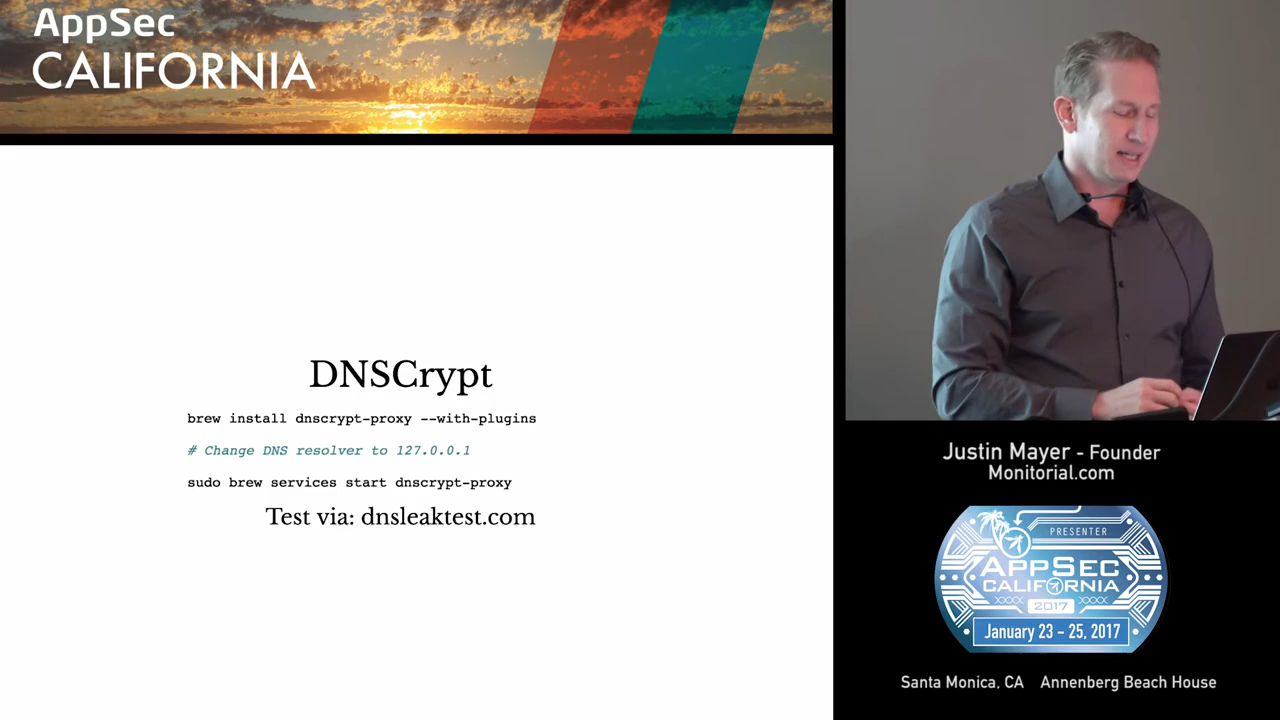 AppSec
CALIFORNIA
DNSCrypt
brew install dnscrypt-proxy --with-plugins
# Change DNS resolver to 127.0.0.1
sudo brew services start dnscrypt-proxy
Test via: dnsleaktest.com
Justin Mayer - Founder
Monitorial.com
PRESENTER
APPSEC
CALIFORNIA
2017
January 23 - 25, 2017
Santa Monica, CA Annenberg Beach House